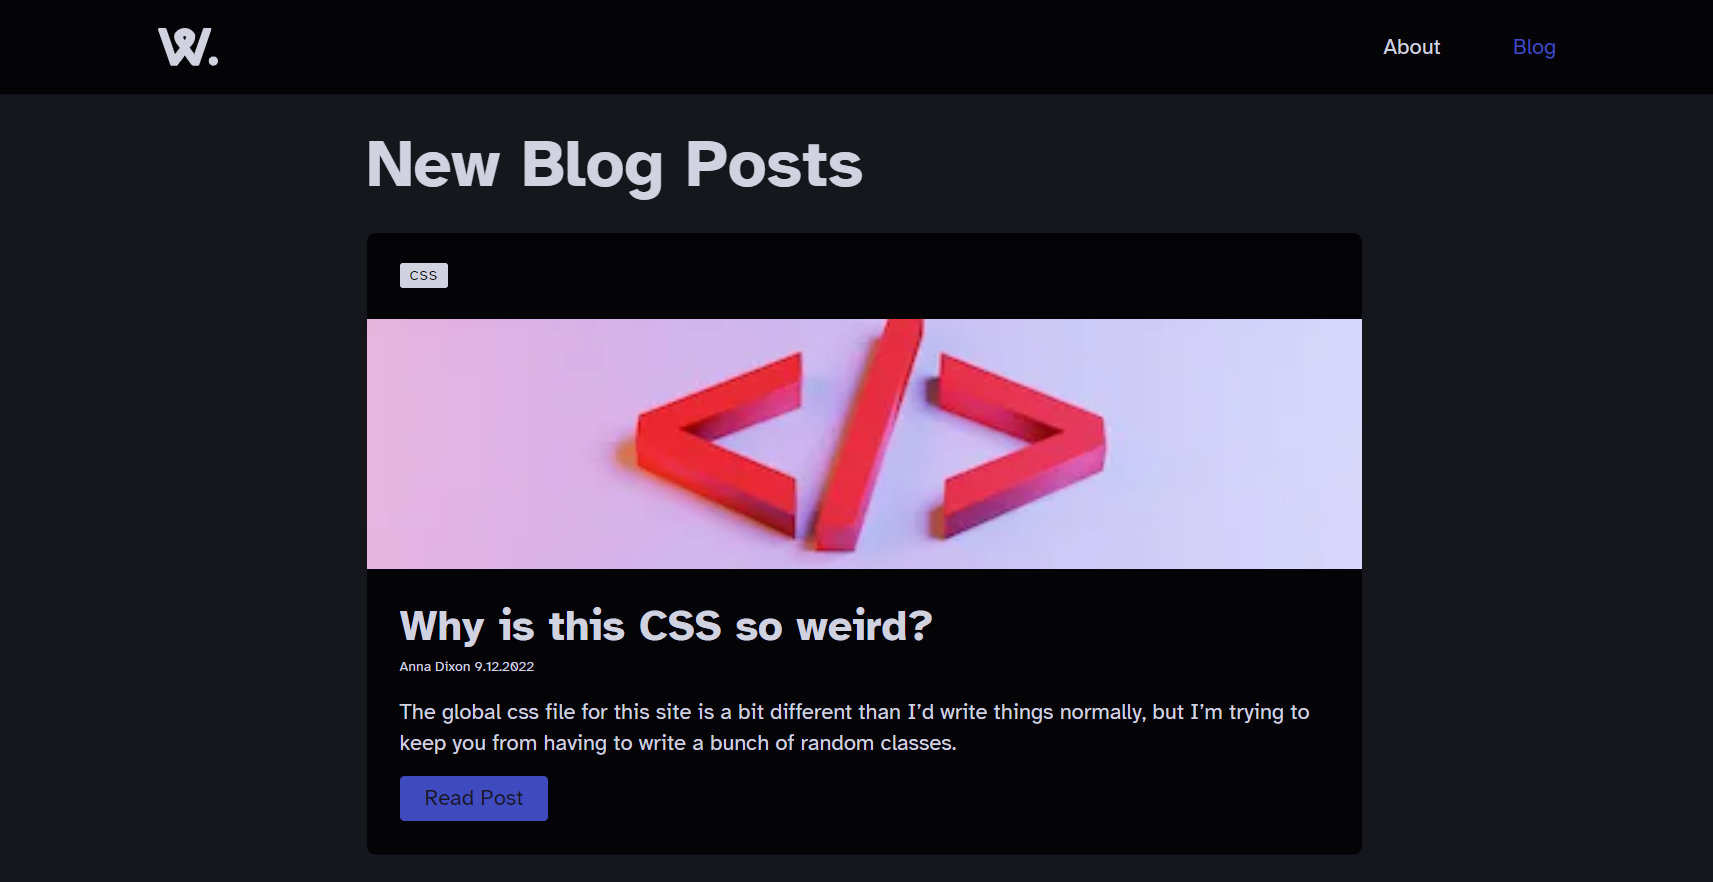 W.
About
Blog
New Blog Posts
CSS
Why is this CSS so weird?
Anna Dixon 9.12.2022
The global css file for this site is a bit different than I’d write things normally, but I’m trying to
keep you from having to write a bunch of random classes.
Read Post